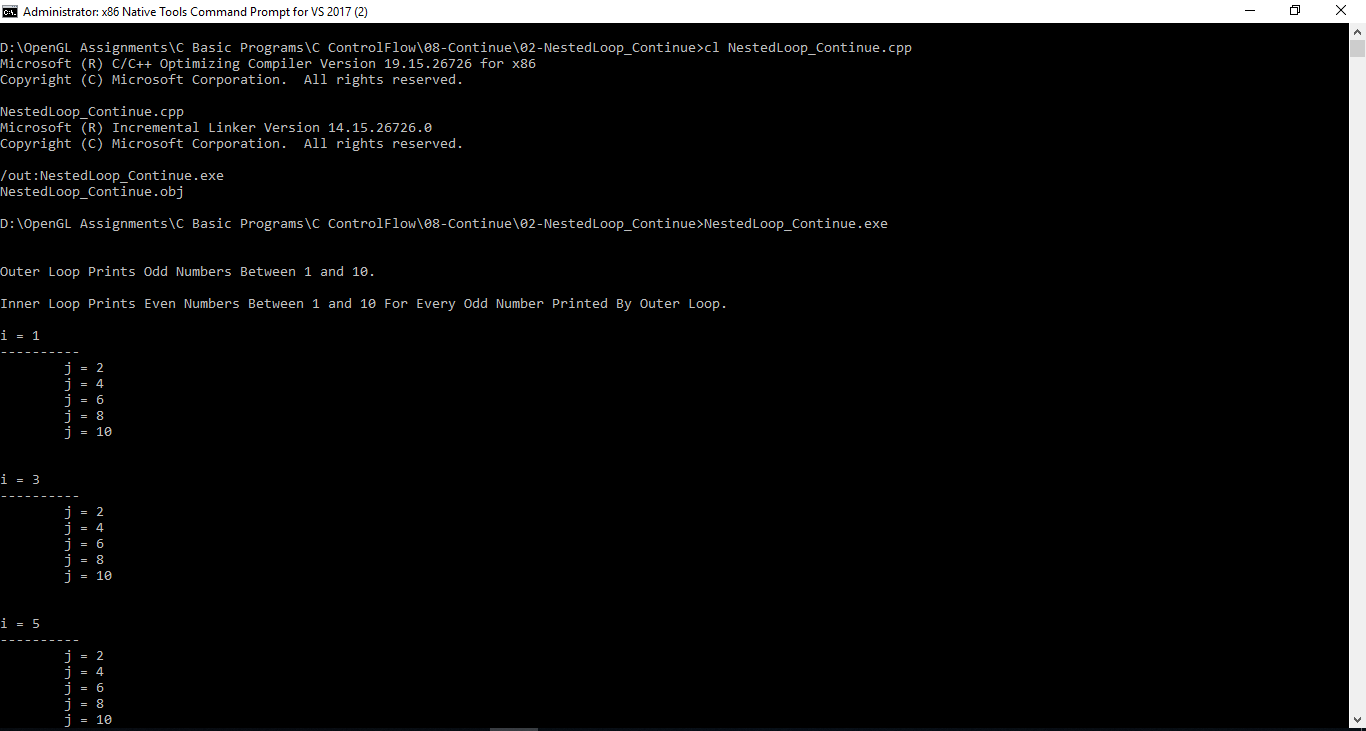 Administrator: x86 Native Tools Command Prompt for VS 2017 (2)
D:\OpenGL Assignments\C Basic Programs\C ControlFlow\08-Continue\02-NestedLoop_Continue>cl NestedLoop_Continue.cpp
Microsoft (R) C/C++ Optimizing Compiler Version 19.15.26726 for x86
Copyright (C) Microsoft Corporation.  All rights reserved.
NestedLoop_Continue.cpp
Microsoft (R) Incremental Linker Version 14.15.26726.0
Copyright (C) Microsoft Corporation.  All rights reserved.
/out:NestedLoop_Continue.exe
NestedLoop_Continue.obj
D:\OpenGL Assignments\C Basic Programs\C ControlFlow\08-Continue\02-NestedLoop_Continue>NestedLoop_Continue.exe
Outer Loop Prints Odd Numbers Between 1 and 10.
Inner Loop Prints Even Numbers Between 1 and 10 For Every Odd Number Printed By Outer Loop.
i = 1
----------
j = 2
j = 4
j = 6
j = 8
j = 10
i = 3
----------
j = 2
j = 4
j = 6
j = 8
j = 10
i = 5
----------
j = 2
j = 4
j = 6
j = 8
j = 10